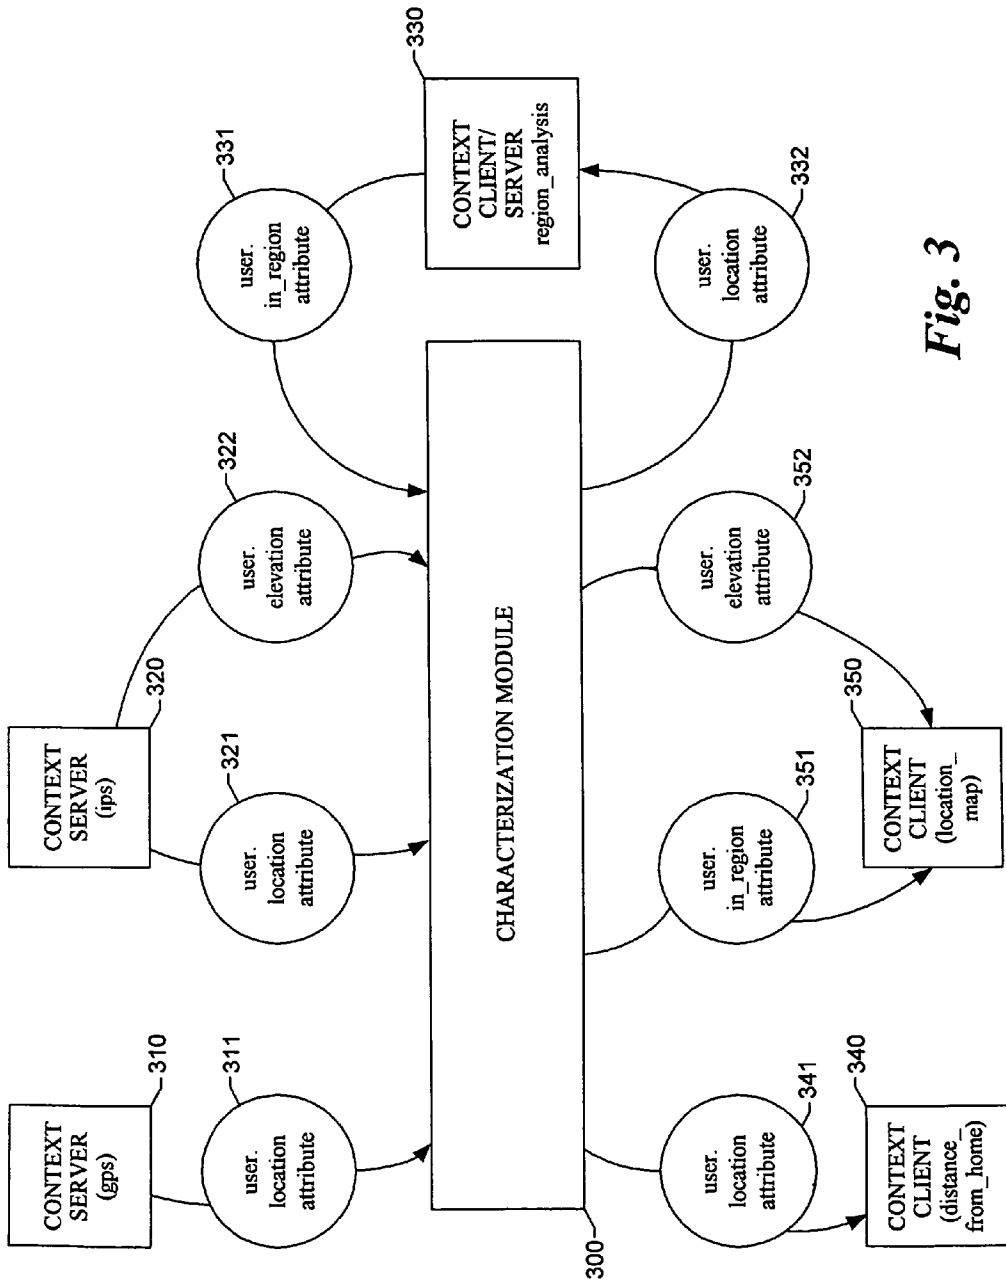 CONTEXT
SERVER
(gps)
310
user.
location
attribute
311
CONTEXT
SERVER
(ips)
320
user.
location
attribute
321
user.
elevation
attribute
322
user.
in_region
attribute
331
CONTEXT
CLIENT/
SERVER
region_analysis
330
CHARACTERIZATION MODULE
300
user.
location
attribute
341
CONTEXT
CLIENT
(distance_
from_home)
340
user.
in_region
attribute
351
user.
elevation
attribute
352
CONTEXT
CLIENT
(location_
map)
350
user.
location
attribute
332
Fig. 3